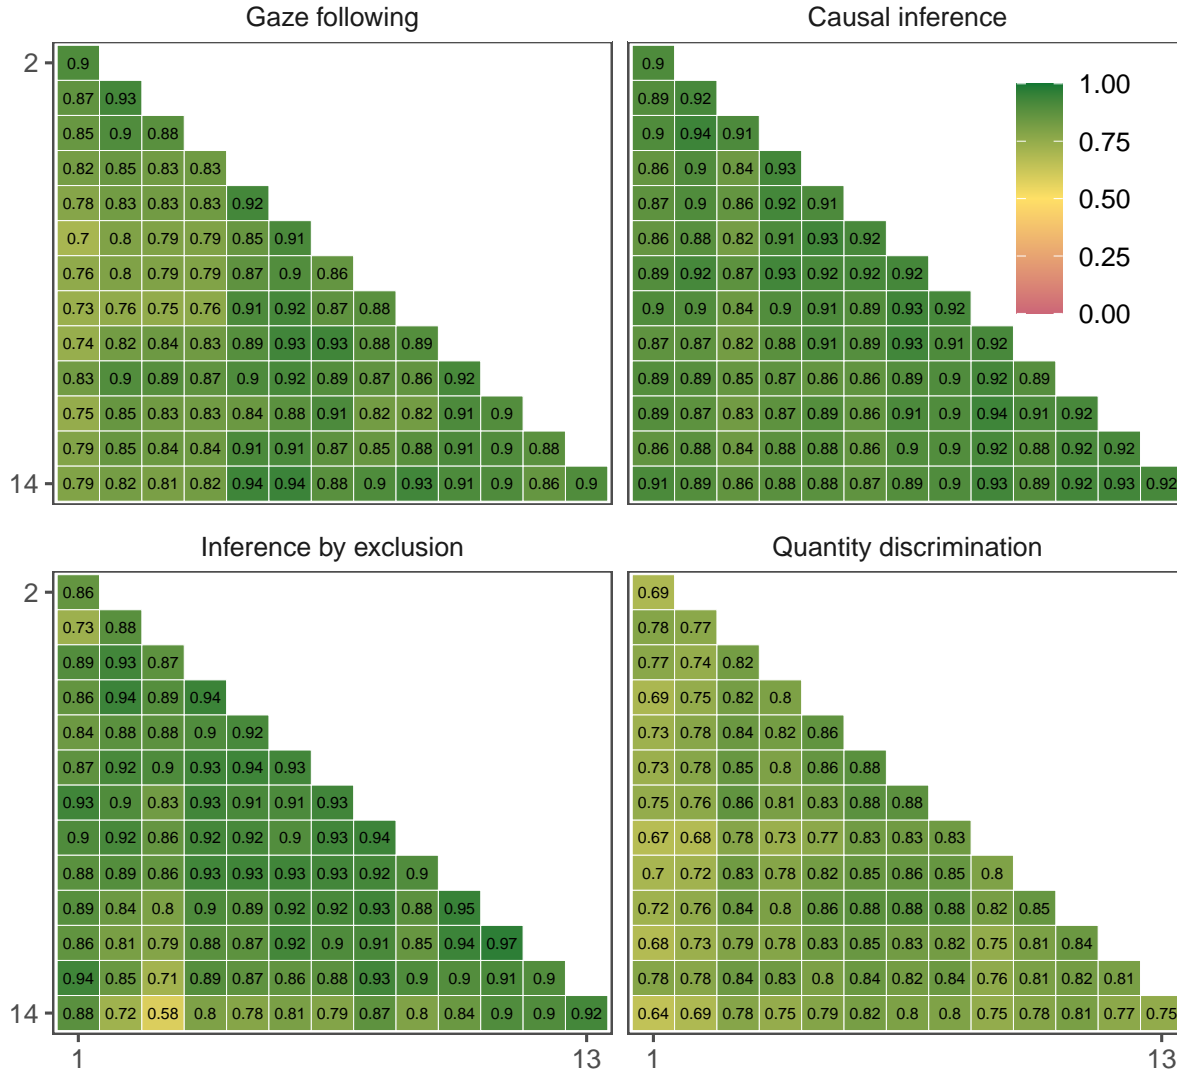 Gaze following Causal inference
2 0.9 0.9
0.87 0.93 0.89 0.92 1.00
0.85 0.9 0.88 0.9 0.94 0.91
0.82 0.85 0.83 0.83 0.86 0.9 0.84 0.93 0.75
0.78 0.83 0.83 0.83 0.92 0.87 0.9 0.86 0.92 0.91 0.50
0.7 0.8 0.79 0.79 0.85 0.91 0.86 0.88 0.82 0.91 0.93 0.92
0.76 0.8 0.79 0.79 0.87 0.9 0.86 0.89 0.92 0.87 0.93 0.92 0.92 0.92 0.25
0.73 0.76 0.75 0.76 0.91 0.92 0.87 0.88 0.9 0.9 0.84 0.9 0.91 0.89 0.93 0.92 0.00
0.74 0.82 0.84 0.83 0.89 0.93 0.93 0.88 0.89 0.87 0.87 0.82 0.88 0.91 0.89 0.93 0.91 0.92
0.83 0.9 0.89 0.87 0.9 0.92 0.89 0.87 0.86 0.92 0.89 0.89 0.85 0.87 0.86 0.86 0.89 0.9 0.92 0.89
0.75 0.85 0.83 0.83 0.84 0.88 0.91 0.82 0.82 0.91 0.9 0.89 0.87 0.83 0.87 0.89 0.86 0.91 0.9 0.94 0.91 0.92
0.79 0.85 0.84 0.84 0.91 0.91 0.87 0.85 0.88 0.91 0.9 0.88 0.86 0.88 0.84 0.88 0.88 0.86 0.9 0.9 0.92 0.88 0.92 0.92
14 0.79 0.82 0.81 0.82 0.94 0.94 0.88 0.9 0.93 0.91 0.9 0.86 0.9 0.91 0.89 0.86 0.88 0.88 0.87 0.89 0.9 0.93 0.89 0.92 0.93 0.92
Inference by exclusion Quantity discrimination
2 0.86 0.69
0.73 0.88 0.78 0.77
0.89 0.93 0.87 0.77 0.74 0.82
0.86 0.94 0.89 0.94 0.69 0.75 0.82 0.8
0.84 0.88 0.88 0.9 0.92 0.73 0.78 0.84 0.82 0.86
0.87 0.92 0.9 0.93 0.94 0.93 0.73 0.78 0.85 0.8 0.86 0.88
0.93 0.9 0.83 0.93 0.91 0.91 0.93 0.75 0.76 0.86 0.81 0.83 0.88 0.88
0.9 0.92 0.86 0.92 0.92 0.9 0.93 0.94 0.67 0.68 0.78 0.73 0.77 0.83 0.83 0.83
0.88 0.89 0.86 0.93 0.93 0.93 0.93 0.92 0.9 0.7 0.72 0.83 0.78 0.82 0.85 0.86 0.85 0.8
0.89 0.84 0.8 0.9 0.89 0.92 0.92 0.93 0.88 0.95 0.72 0.76 0.84 0.8 0.86 0.88 0.88 0.88 0.82 0.85
0.86 0.81 0.79 0.88 0.87 0.92 0.9 0.91 0.85 0.94 0.97 0.68 0.73 0.79 0.78 0.83 0.85 0.83 0.82 0.75 0.81 0.84
0.94 0.85 0.71 0.89 0.87 0.86 0.88 0.93 0.9 0.9 0.91 0.9 0.78 0.78 0.84 0.83 0.8 0.84 0.82 0.84 0.76 0.81 0.82 0.81
14 0.88 0.72 0.58 0.8 0.78 0.81 0.79 0.87 0.8 0.84 0.9 0.9 0.92 0.64 0.69 0.78 0.75 0.79 0.82 0.8 0.8 0.75 0.78 0.81 0.77 0.75
1 13 1 13